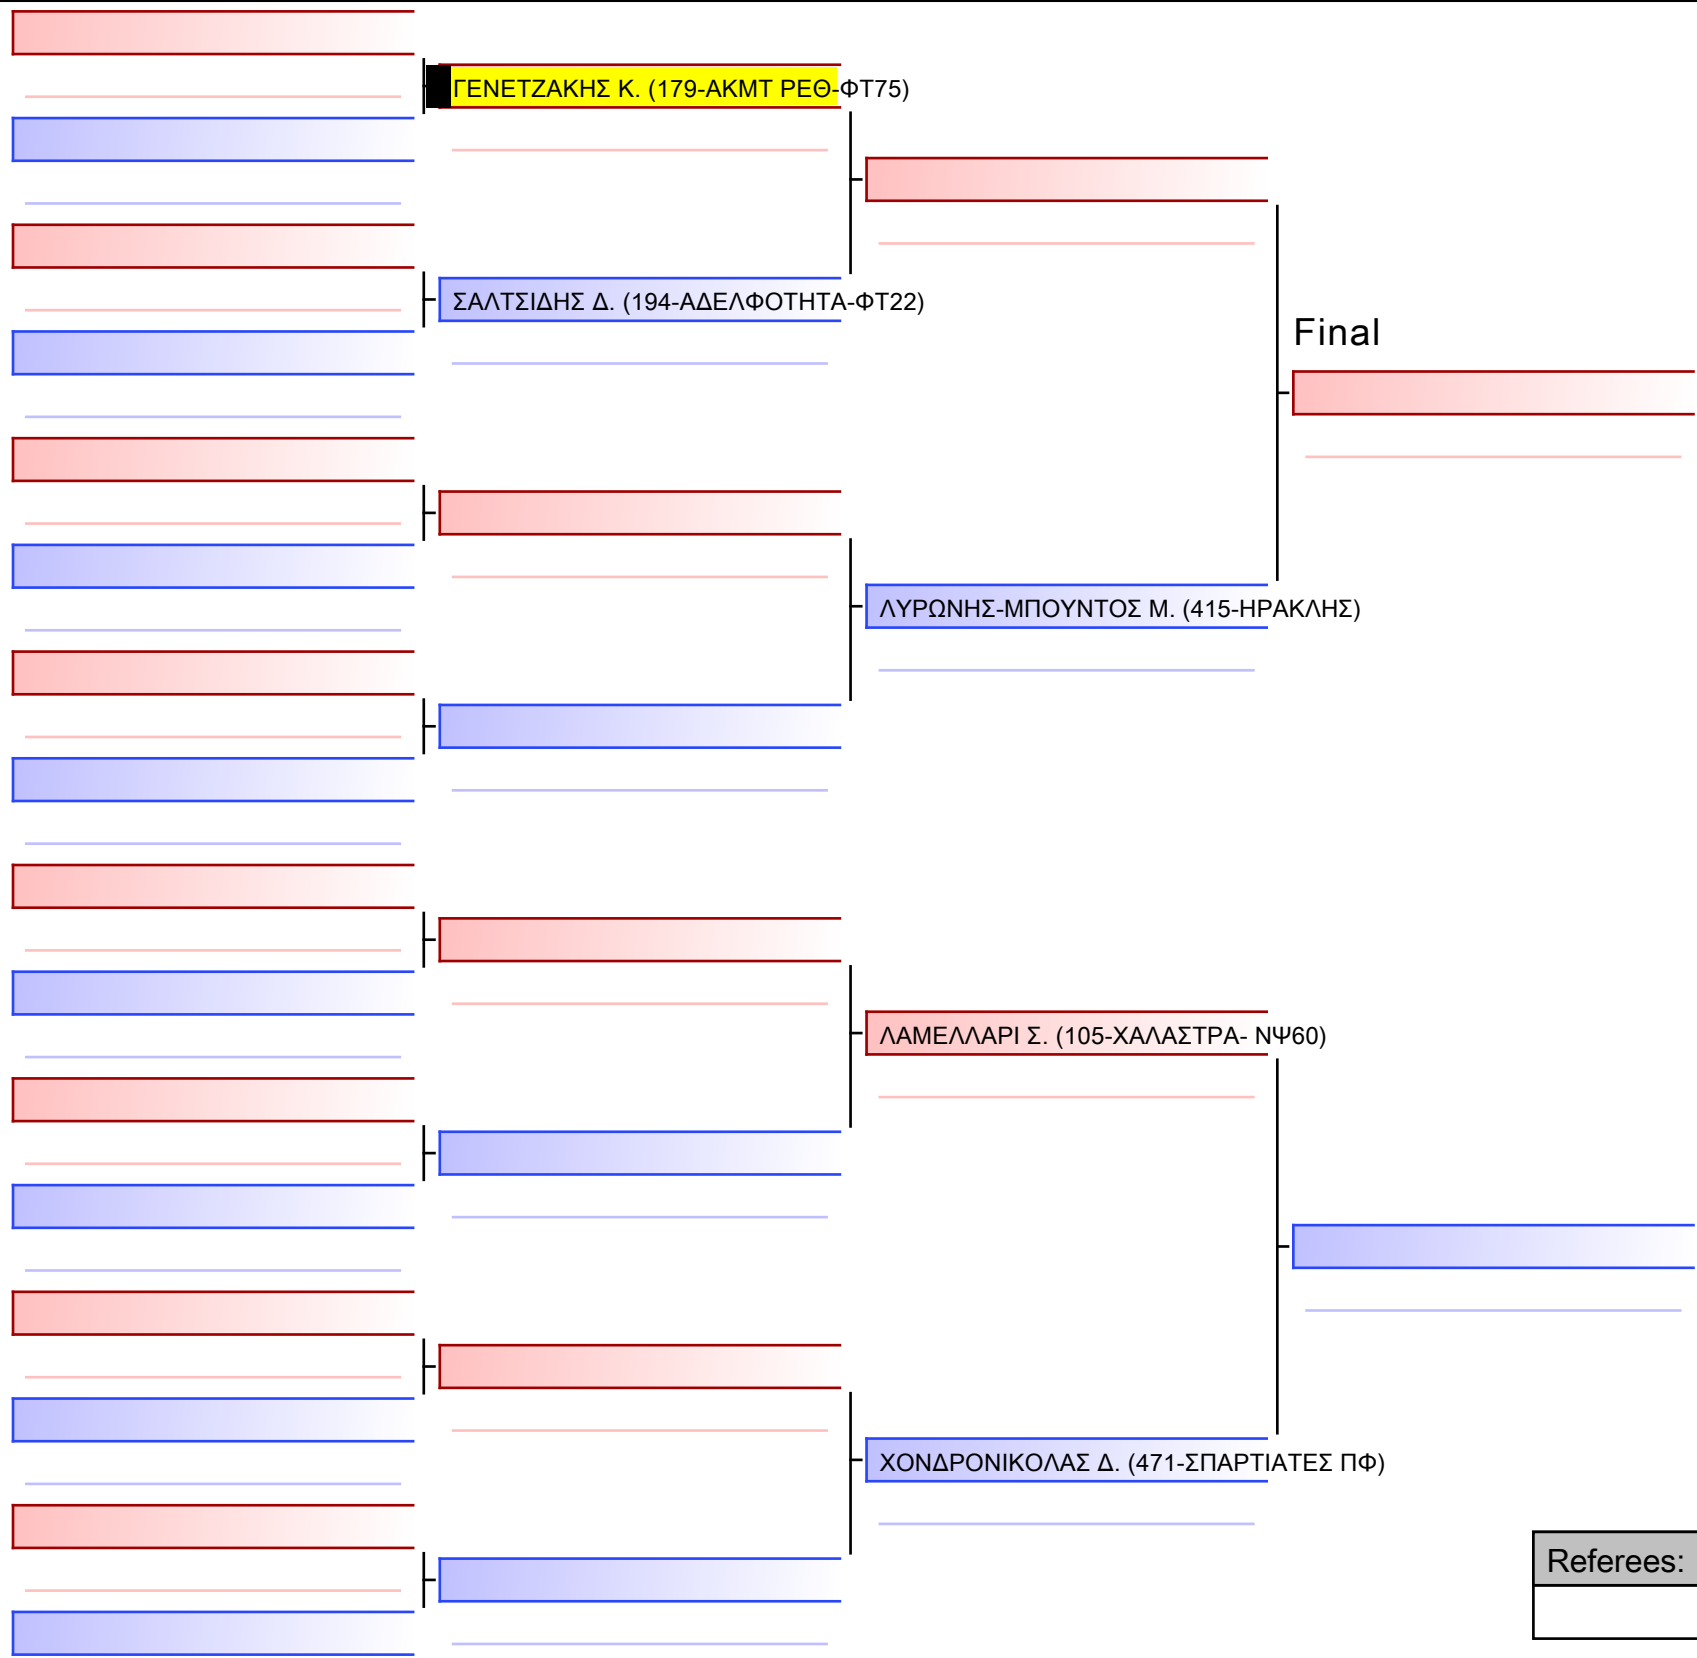 ΓΕΝΕΤΖΑΚΗΣ Κ. (179-ΑΚΜΤ ΡΕΘ-ΦΤ75)
ΣΑΛΤΣΙΔΗΣ Δ. (194-ΑΔΕΛΦΟΤΗΤΑ-ΦΤ22)
Final
ΛΥΡΩΝΗΣ-ΜΠΟΥΝΤΟΣ Μ. (415-ΗΡΑΚΛΗΣ)
ΛΑΜΕΛΛΑΡΙ Σ. (105-ΧΑΛΑΣΤΡΑ- ΝΨ60)
ΧΟΝΔΡΟΝΙΚΟΛΑΣ Δ. (471-ΣΠΑΡΤΙΑΤΕΣ ΠΦ)
Referees: